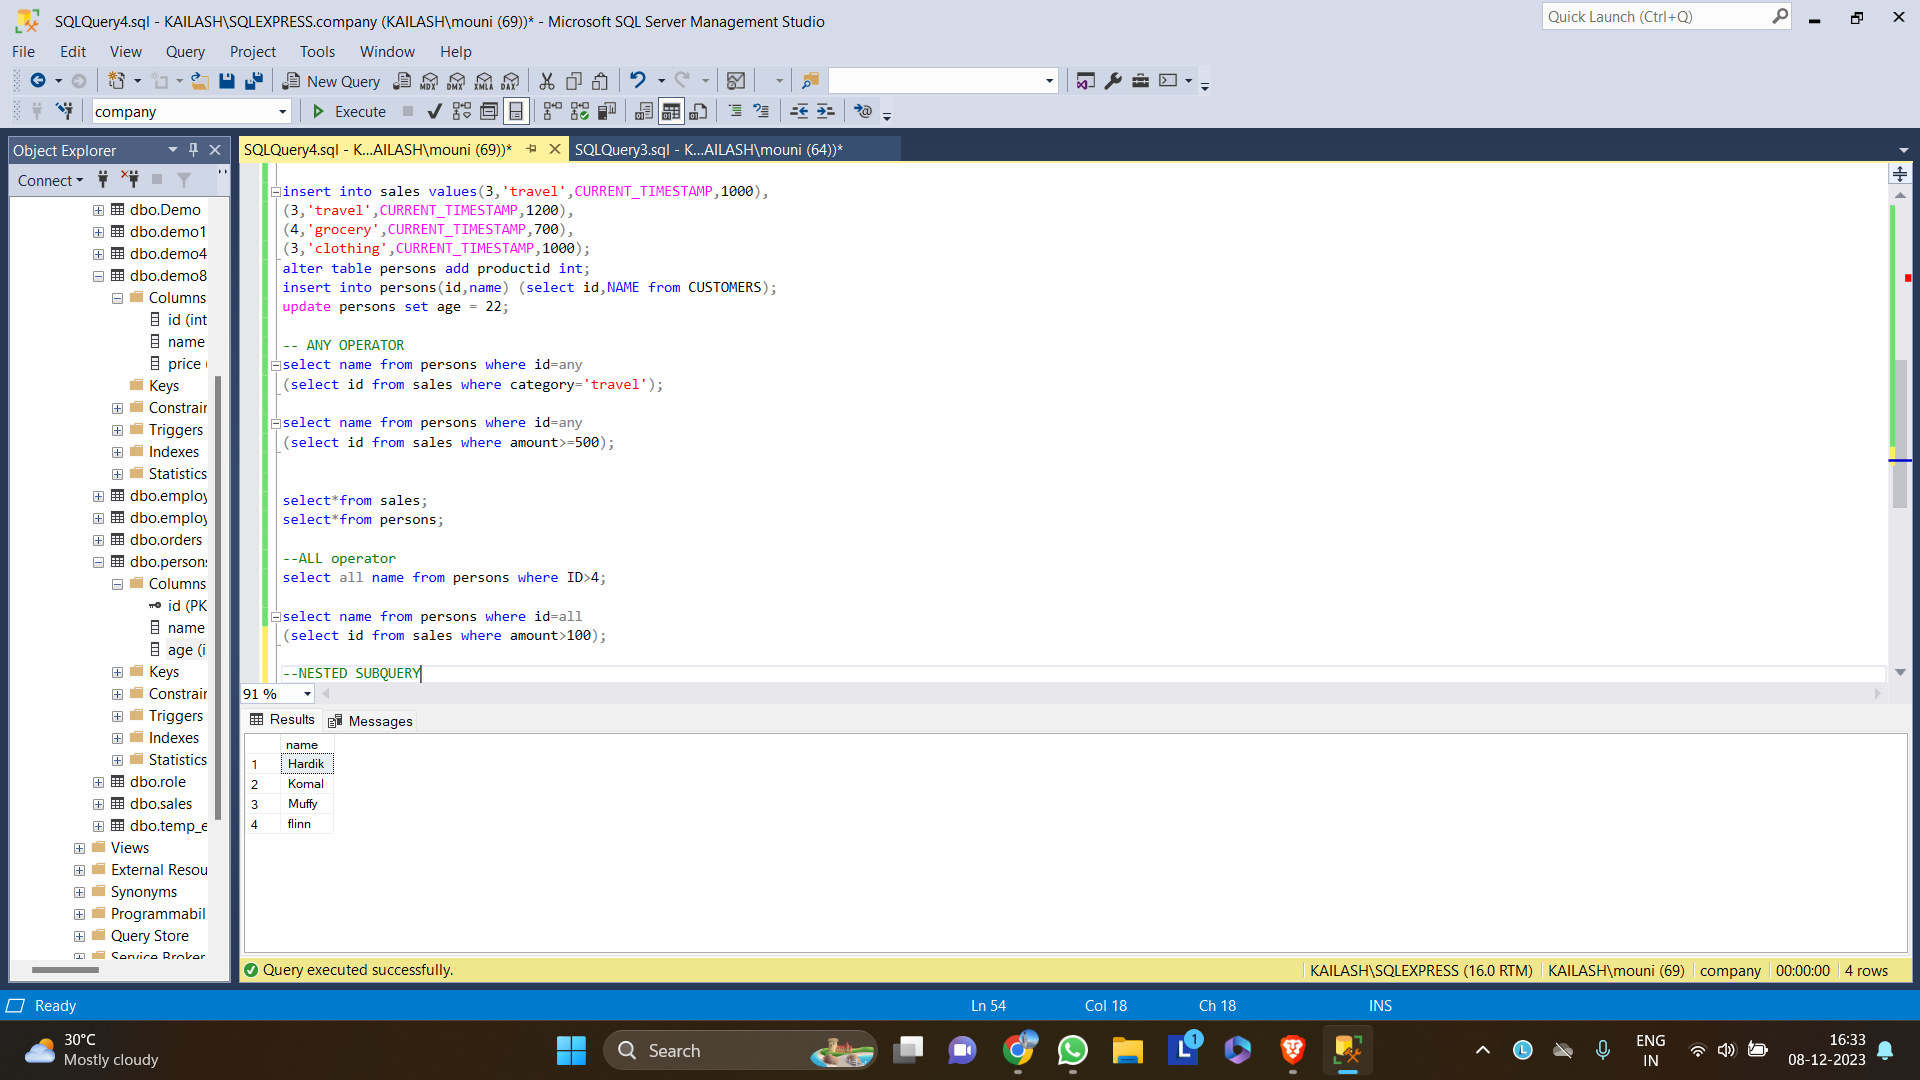 SQLQuery4.sql - KAILASH\SQLEXPRESS.company (KAILASH\mouni (69))* - Microsoft SQL Server Management Studio
Quick Launch (Ctrl+Q)
File Edit View Query Project Tools Window Help
New Query MDX DMX XMLA DAX
company Execute
Object Explorer
SQLQuery4.sql - K...AILASH\mouni (69))* SQLQuery3.sql - K...AILASH\mouni (64))*
Connect
dbo.Demo
dbo.demo1
dbo.demo4
dbo.demo8
Columns
id (int
name
price (
Keys
Constrair
Triggers
Indexes
Statistics
dbo.employ
dbo.employ
dbo.orders
dbo.persons
Columns
id (PK
name
age (i
Keys
Constrair
Triggers
Indexes
Statistics
dbo.role
dbo.sales
dbo.temp_e
Views
External Resou
Synonyms
Programmabil
Query Store
Service Broker
insert into sales values(3,'travel',CURRENT_TIMESTAMP,1000),
(3,'travel',CURRENT_TIMESTAMP,1200),
(4,'grocery',CURRENT_TIMESTAMP,700),
(3,'clothing',CURRENT_TIMESTAMP,1000);
alter table persons add productid int;
insert into persons(id,name) (select id,NAME from CUSTOMERS);
update persons set age = 22;
-- ANY OPERATOR
select name from persons where id=any
(select id from sales where category='travel');
select name from persons where id=any
(select id from sales where amount>=500);
select*from sales;
select*from persons;
--ALL operator
select all name from persons where ID>4;
select name from persons where id=all
(select id from sales where amount>100);
--NESTED SUBQUERY
91 %
Results Messages
name
1 Hardik
2 Komal
3 Muffy
4 flinn
Query executed successfully. KAILASH\SQLEXPRESS (16.0 RTM) KAILASH\mouni (69) company 00:00:00 4 rows
Ready Ln 54 Col 18 Ch 18 INS
30°C
Mostly cloudy
Search
L 1
L
ENG
IN
16:33
08-12-2023